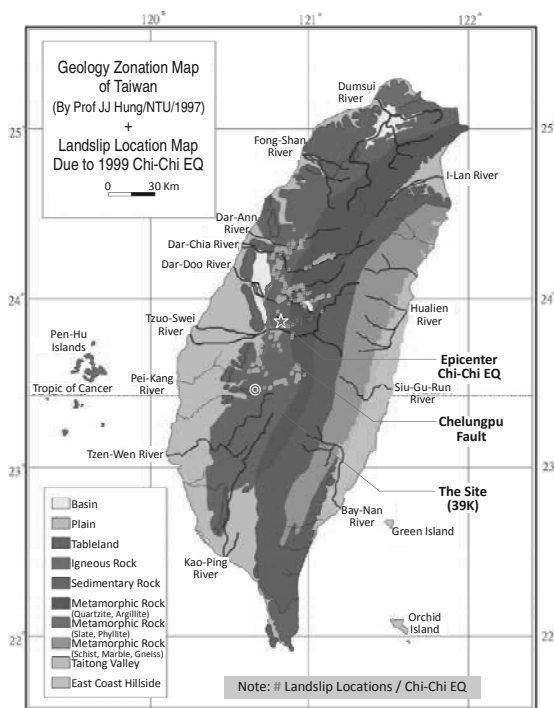 120
121
122
Geology Zonation Map
of Taiwan
(By Prof JJ Hung/NTU/1997)
+
Landslip Location Map
Due to 1999 Chi-Chi EQ
0 30 Km
Dumsui
River
25
25
Fong-Shan
River
I-Lan River
Dar-Ann
River
Dar-Chia River
Dar-Doo River
24
24
Tzuo-Swei
River
Hualien
River
Pen-Hu
Islands
Epicenter
Chi-Chi EQ
Pei-Kang
River
Siu-Gu-Run
River
Tropic of Cancer
Chelungpu
Fault
Tzen-Wen River
23
23
The Site
(39K)
Bay-Nan
River
Green Island
Kao-Ping
River
Orchid
Island
22
22
Basin
Plain
Tableland
Igneous Rock
Sedimentary Rock
Metamorphic Rock
(Quartzite, Argillite)
Metamorphic Rock
(Slate, Phyllite)
Metamorphic Rock
(Schist, Marble, Gneiss)
Taitong Valley
East Coast Hillside
Note: # Landslip Locations / Chi-Chi EQ